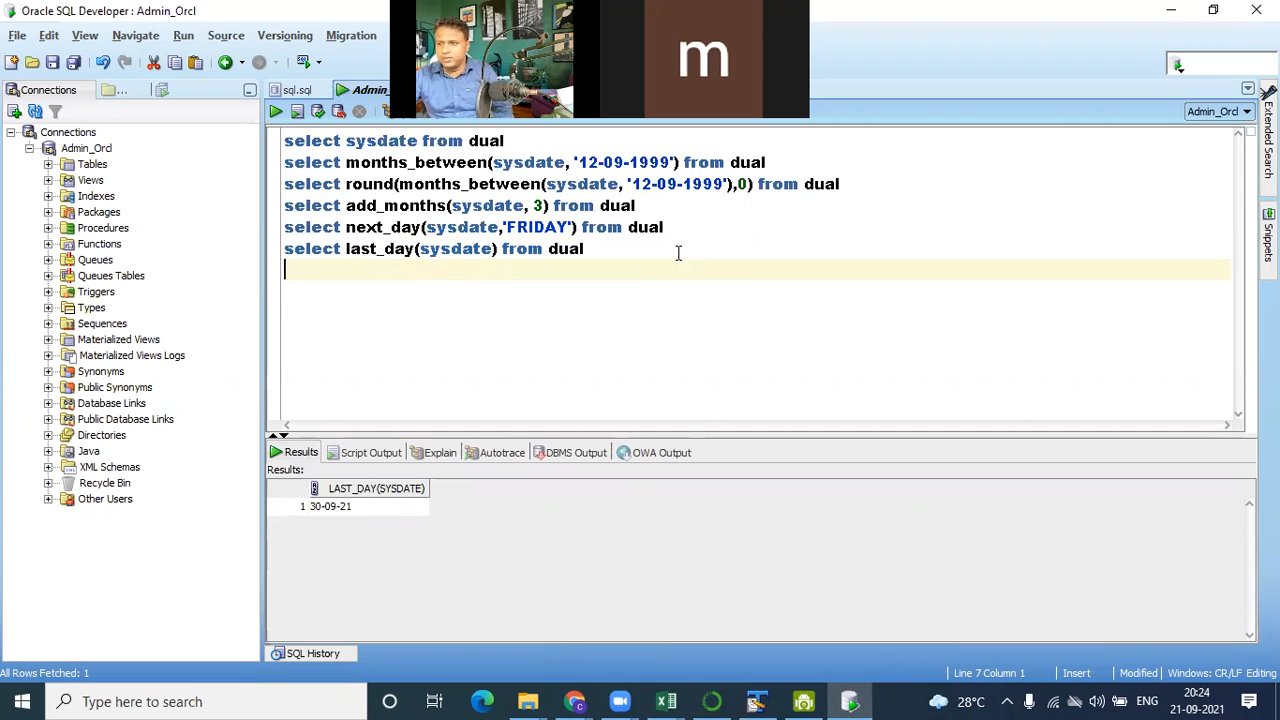 Oracle SQL Developer : Admin_Orcl
File Edit View Navigate Run Source Versioning Migration
m
Connections
...
sql.sql
Admin_
Admin_Orcl
Connections
Admin_Orcl
Tables
Views
Indexes
Packages
Procedures
Functions
Queues
Queues Tables
Triggers
Types
Sequences
Materialized Views
Materialized Views Logs
Synonyms
Public Synonyms
Database Links
Public Database Links
Directories
Java
XML Schemas
Recycle Bin
Other Users
select sysdate from dual
select months_between(sysdate, '12-09-1999') from dual
select round(months_between(sysdate, '12-09-1999'),0) from dual
select add_months(sysdate, 3) from dual
select next_day(sysdate,'FRIDAY') from dual
select last_day(sysdate) from dual
Extended Search
Snippets
Results Script Output Explain Autotrace DBMS Output OWA Output
Results:
LAST_DAY(SYSDATE)
1 30-09-21
SQL History
All Rows Fetched: 1
Line 7 Column 1 Insert Modified Windows: CR/LF Editing
Type here to search
28°C
ENG
20:24
21-09-2021